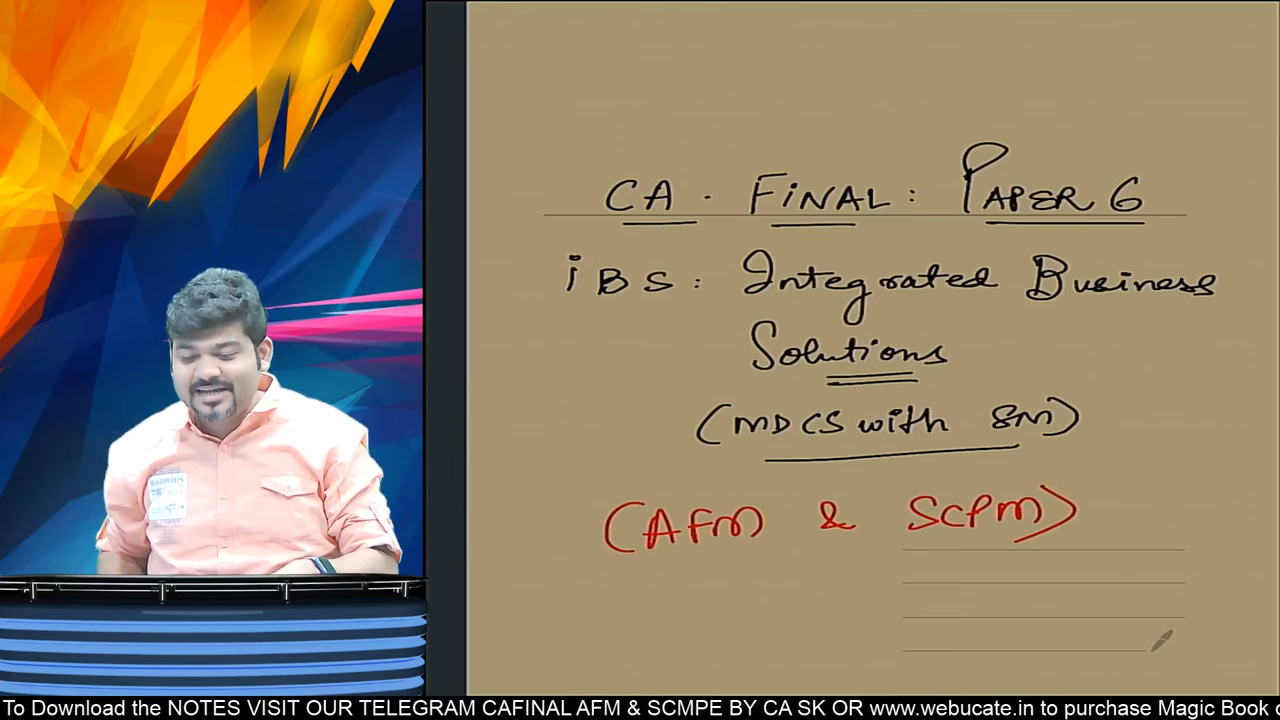 CA. FINAL: PAPER 6
iBS: Integrated Business
Solutions
(MDCS with SM)
(AFM & SCPM)
To Download the NOTES VISIT OUR TELEGRAM CAFINAL AFM & SCMPE BY CA SK OR www.webucate.in to purchase Magic Book